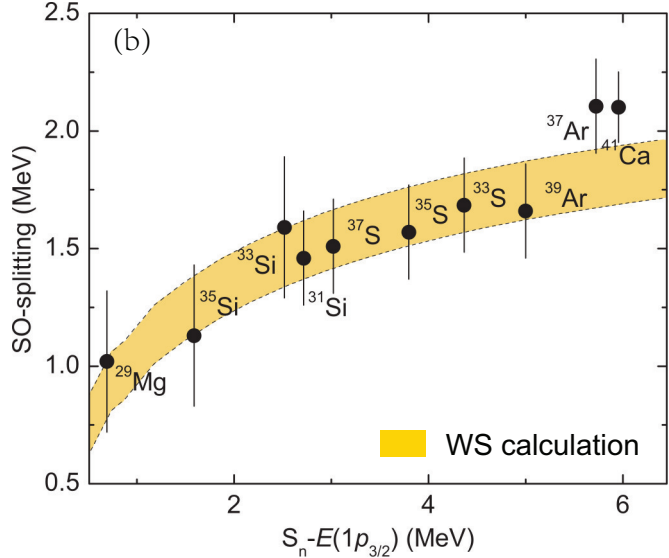 (b)
2.5
2.0
1.5
1.0
0.5
SO-splitting (MeV)
³⁷Ar
⁴¹Ca
³³Si
³⁷S
³⁵S
³³S
³⁹Ar
³⁵Si
³¹Si
²⁹Mg
WS calculation
2
4
6
Sₙ-E(1p₃/₂) (MeV)